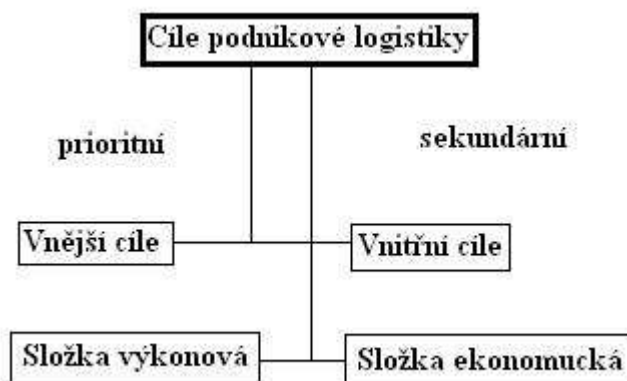 Cíle podnikové logistiky
prioritní
sekundární
Vnější cíle
Vnitřní cíle
Složka výkonová
Složka ekonomucká